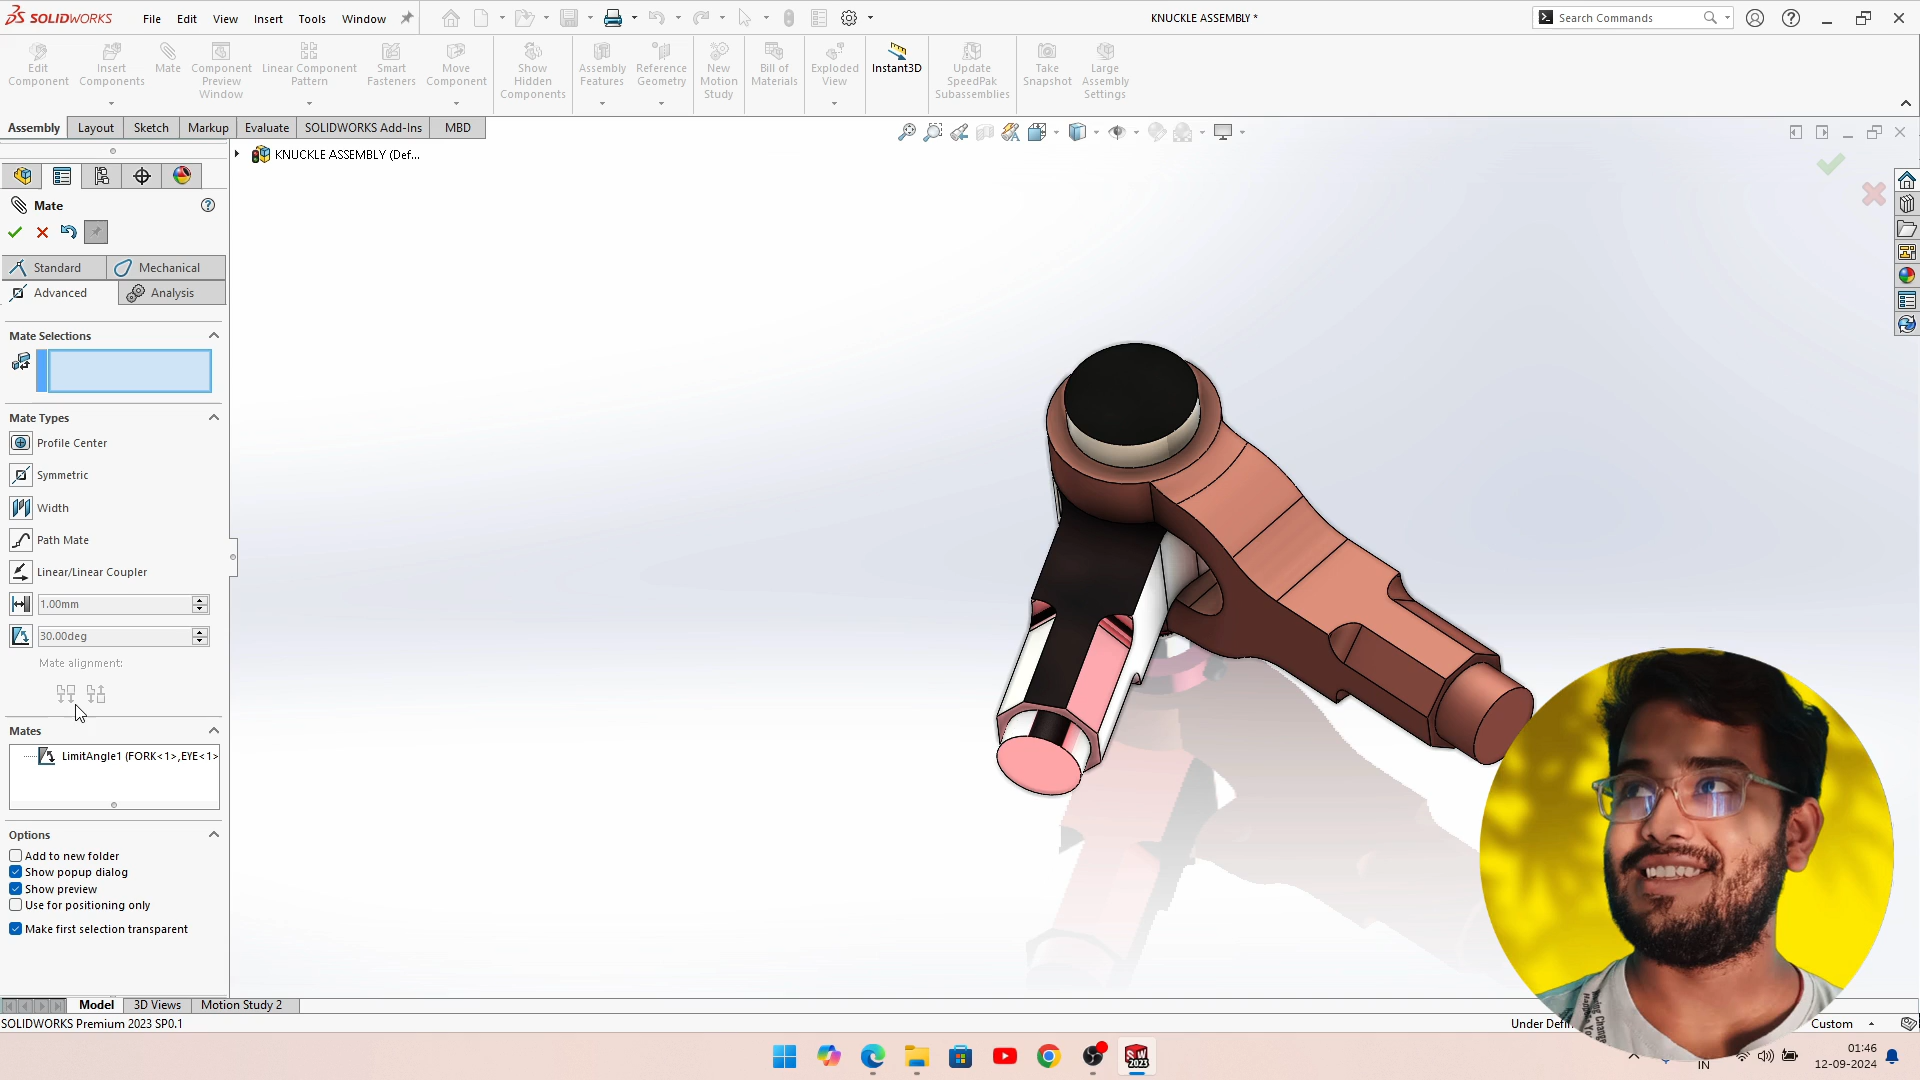 SOLIDWORKS
File Edit View Insert Tools Window
KNUCKLE ASSEMBLY *
Search Commands
Edit Component
Insert Components
Mate
Component Preview Window
Linear Component Pattern
Smart Fasteners
Move Component
Show Hidden Components
Assembly Features
Reference Geometry
New Motion Study
Bill of Materials
Exploded View
Instant3D
Update SpeedPak Subassemblies
Take Snapshot
Large Assembly Settings
Assembly Layout Sketch Markup Evaluate SOLIDWORKS Add-Ins MBD
KNUCKLE ASSEMBLY (Def...
Mate
Standard Mechanical
Advanced Analysis
Mate Selections
Mate Types
Profile Center
Symmetric
Width
Path Mate
Linear/Linear Coupler
1.00mm
30.00deg
Mate alignment:
Mates
LimitAngle1 (FORK<1>,EYE<1>
Options
Add to new folder
Show popup dialog
Show preview
Use for positioning only
Make first selection transparent
Model 3D Views Motion Study 2
SOLIDWORKS Premium 2023 SP0.1
Under Defi
Custom
SW
2023
IN
01:46
12-09-2024